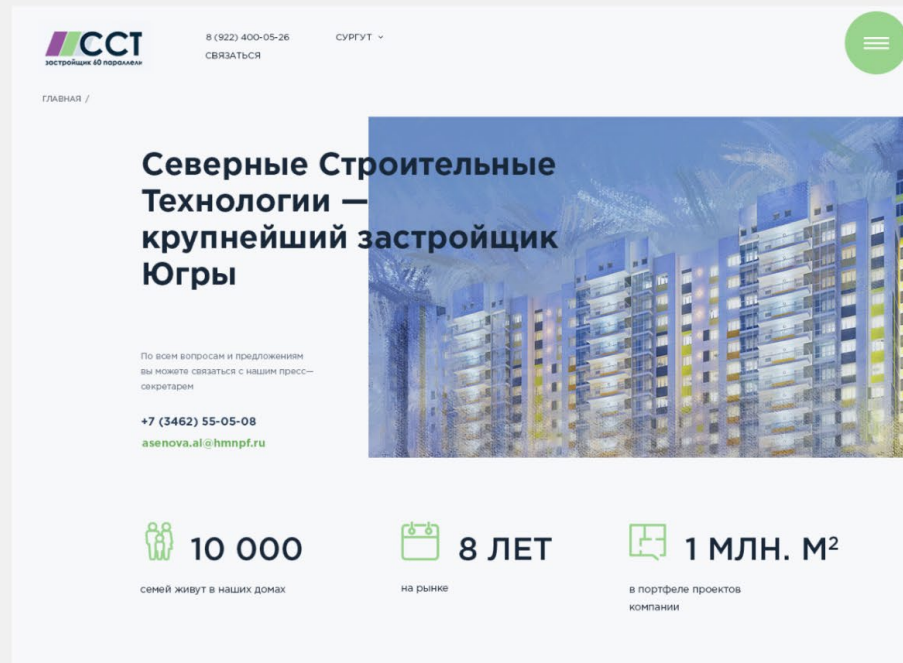 ССТ
застройщик 60 параллели
8 (922) 400-05-26
СВЯЗАТЬСЯ
СУРГУТ
ГЛАВНАЯ /
Северные Строительные
Технологии —
крупнейший застройщик
Югры
По всем вопросам и предложениям
вы можете связаться с нашим пресс—
секретарем
+7 (3462) 55-05-08
asenova.al@hmnpf.ru
10 000
семей живут в наших домах
8 ЛЕТ
на рынке
1 МЛН. М²
в портфеле проектов
компании